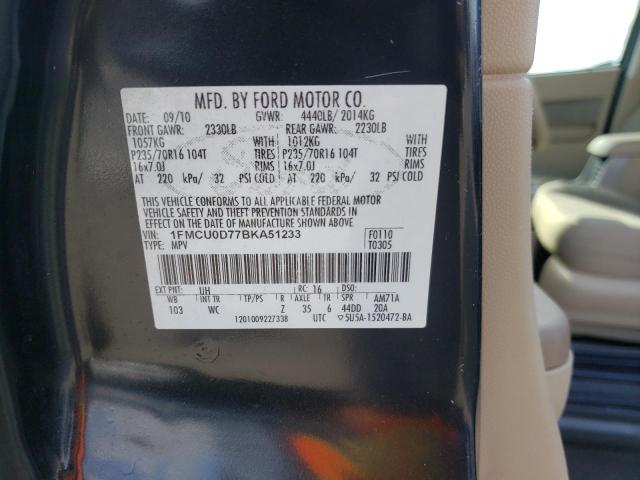 MFD. BY FORD MOTOR CO.
DATE: 09/10 GVWR: 4440LB/ 2014KG
FRONT GAWR: 2330LB REAR GAWR: 2230LB
1057KG WITH 1012KG WITH
P235/70R16 104T TIRES P235/70R16 104T TIRES
16x7.0J RIMS 16x7.0J RIMS
AT 220 kPa/ 32 PSI COLD AT 220 kPa/ 32 PSI COLD
THIS VEHICLE CONFORMS TO ALL APPLICABLE FEDERAL MOTOR
VEHICLE SAFETY AND THEFT PREVENTION STANDARDS IN
EFFECT ON THE DATE OF MANUFACTURE SHOWN ABOVE.
VIN: 1FMCU0D77BKA51233 F0110
TYPE: MPV T0305
EXT PNT: UH RC: 16 DSO:
WB INT TR TP/PS R AXLE TR SPR AM71A
103 WC Z 35 6 44DD 20A
1201009227338 UTC ▽5U5A-1520472-BA